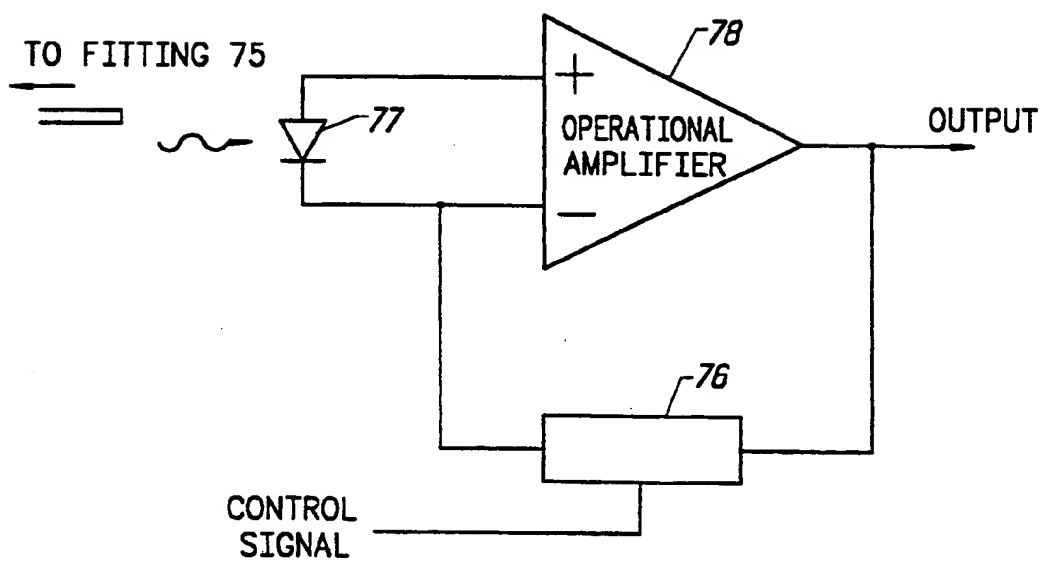 TO FITTING 75
77
78
+
OPERATIONAL
AMPLIFIER
−
OUTPUT
76
CONTROL
SIGNAL